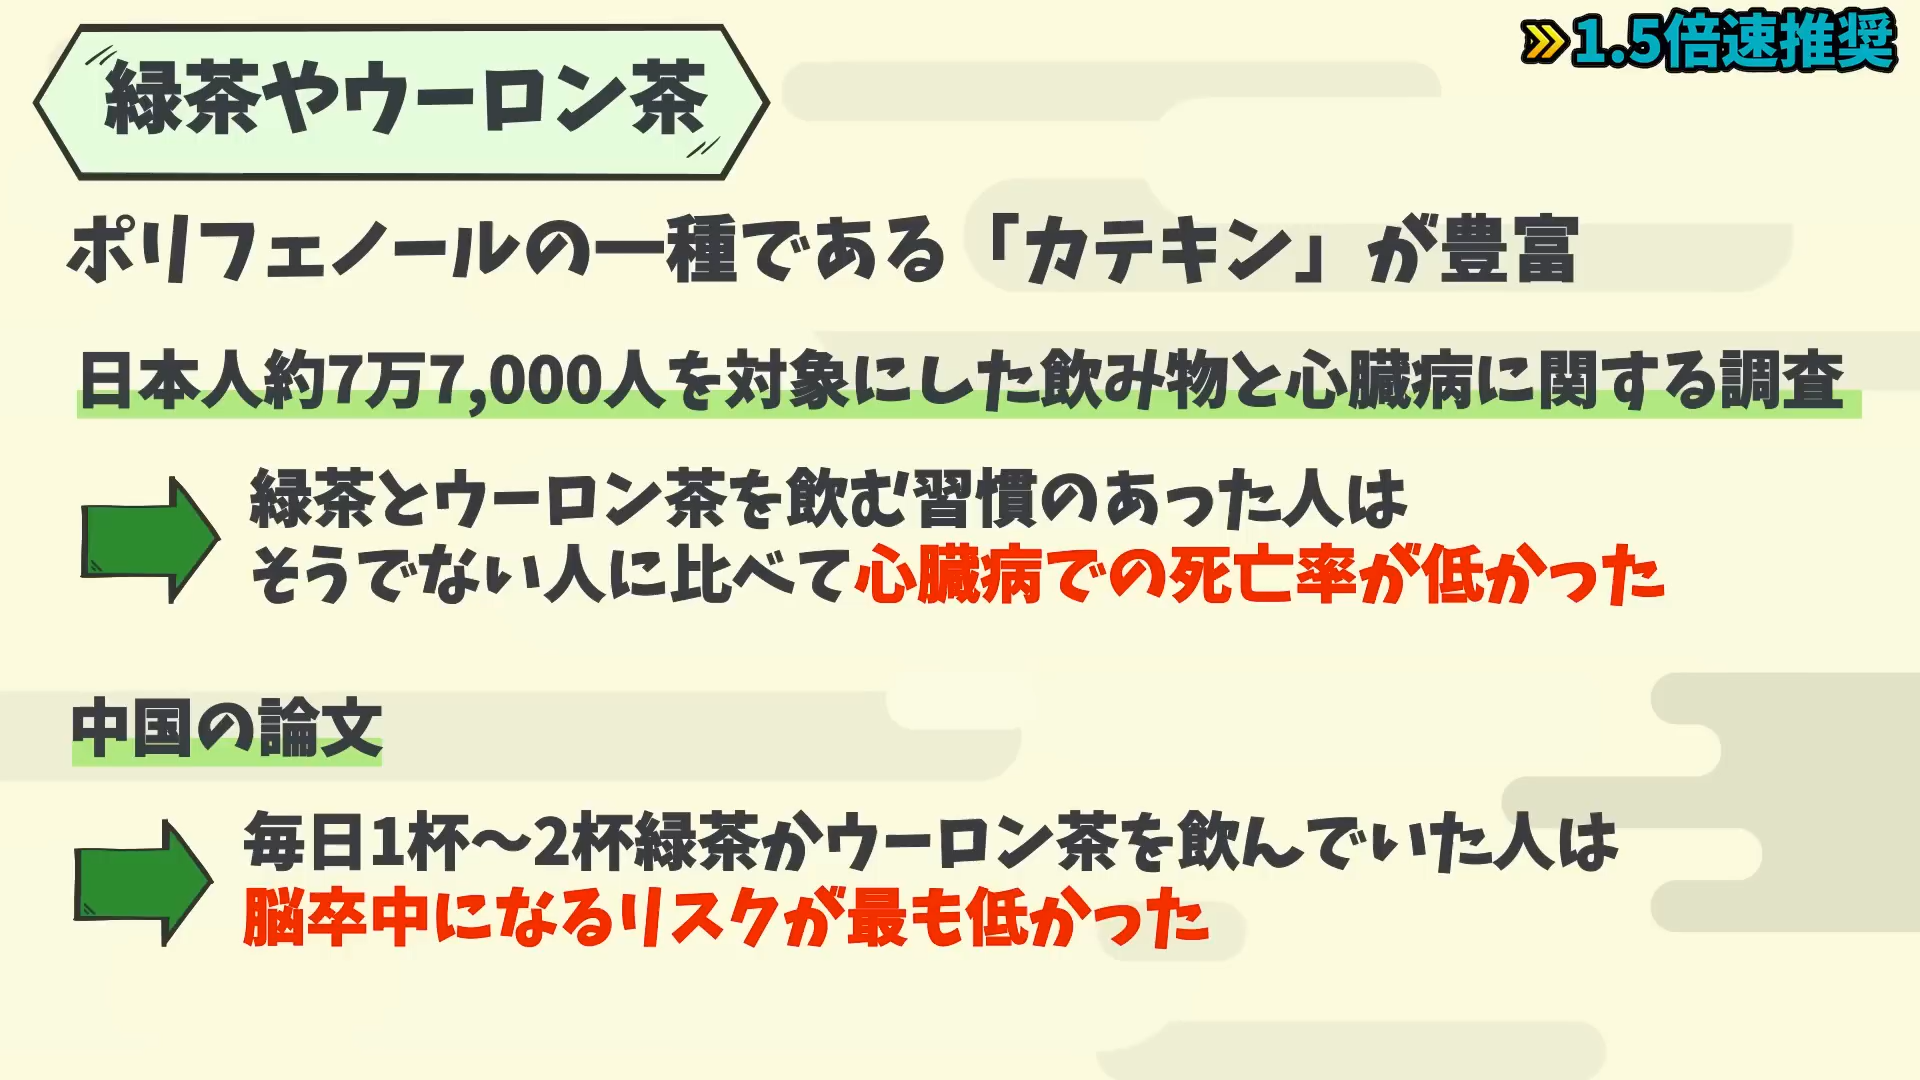 緑茶やウーロン茶
1.5倍速推奨
ポリフェノールの一種である「カテキン」が豊富
日本人約7万7,000人を対象にした飲み物と心臓病に関する調査
緑茶とウーロン茶を飲む習慣のあった人は
そうでない人に比べて心臓病での死亡率が低かった
中国の論文
毎日1杯〜2杯緑茶かウーロン茶を飲んでいた人は
脳卒中になるリスクが最も低かった